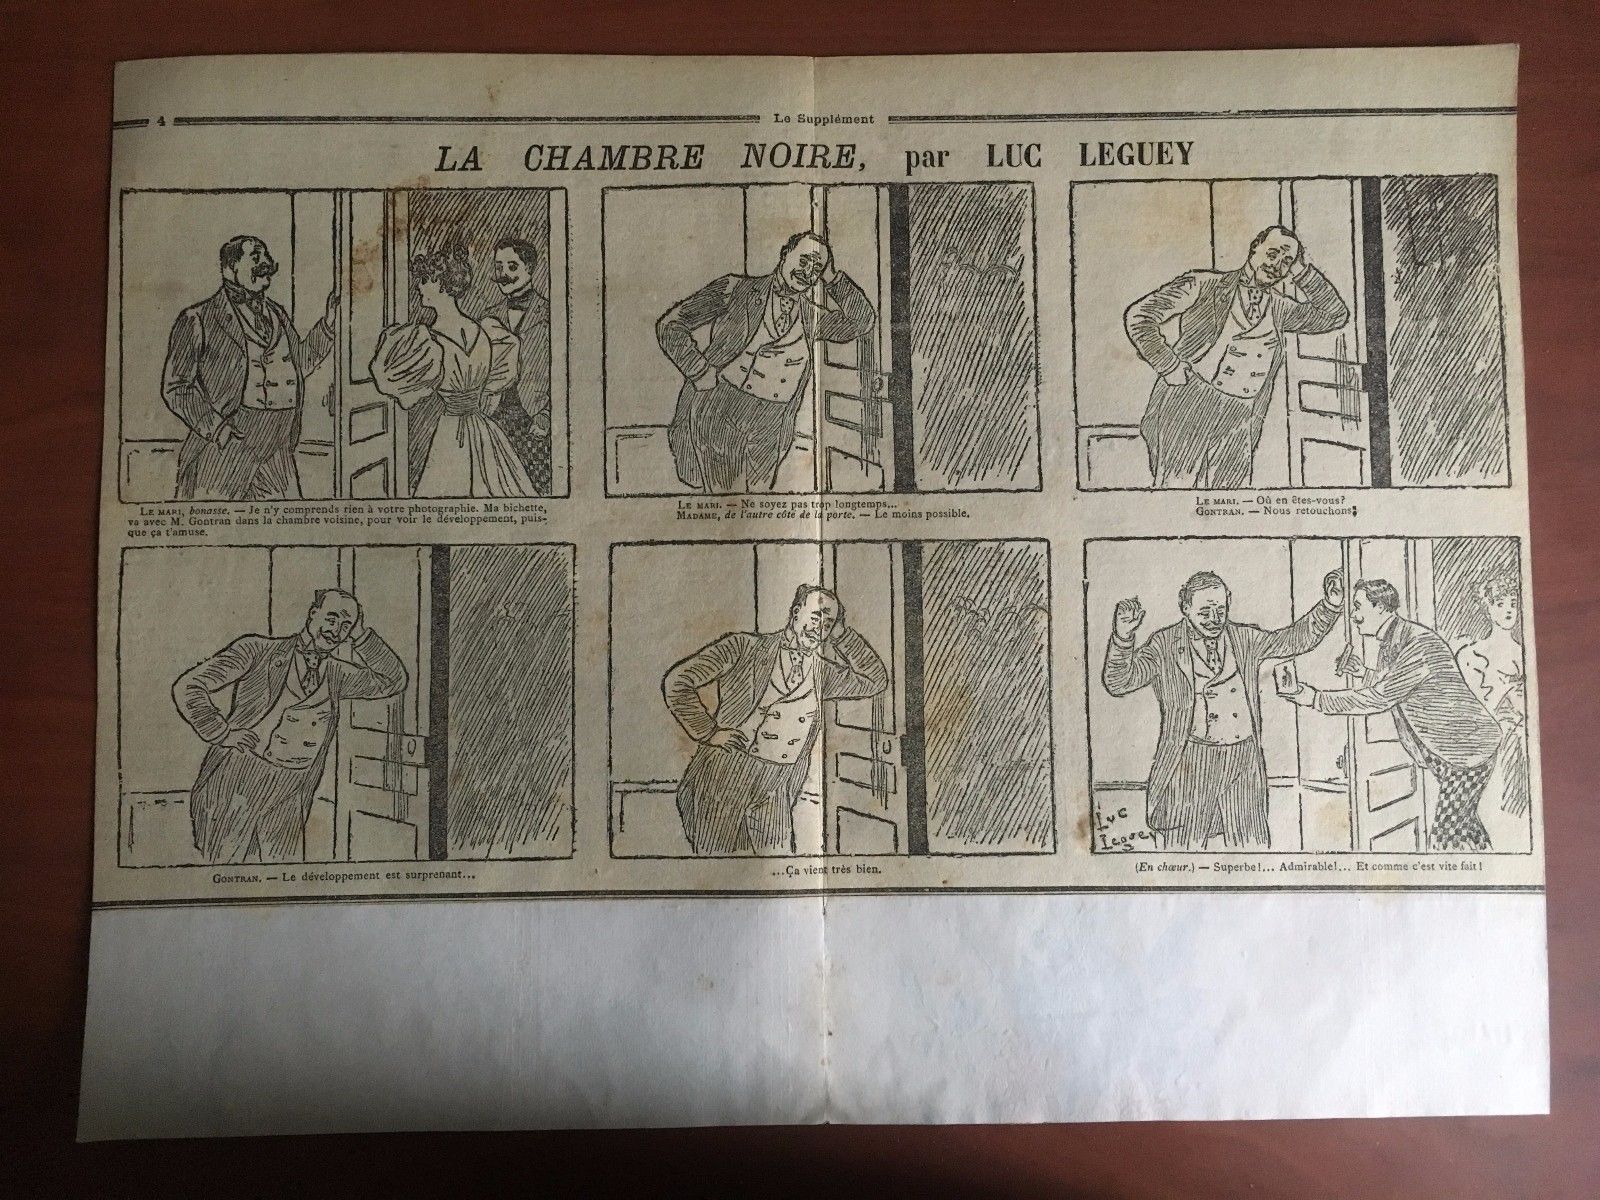 4
Le Supplément
LA CHAMBRE NOIRE, par LUC LEGUEY
LE MARI, bonasse. — Je n'y comprends rien à votre photographie. Ma bichette,
va avec M. Gontran dans la chambre voisine, pour voir le développement, puis-
que ça t'amuse.
LE MARI. — Ne soyez pas trop longtemps...
MADAME, de l'autre côté de la porte. — Le moins possible.
LE MARI. — Où en êtes-vous?
GONTRAN. — Nous retouchons;
GONTRAN. — Le développement est surprenant...
...Ça vient très bien.
Luc
Leguey
(En chœur.) — Superbe!... Admirable!... Et comme c'est vite fait!